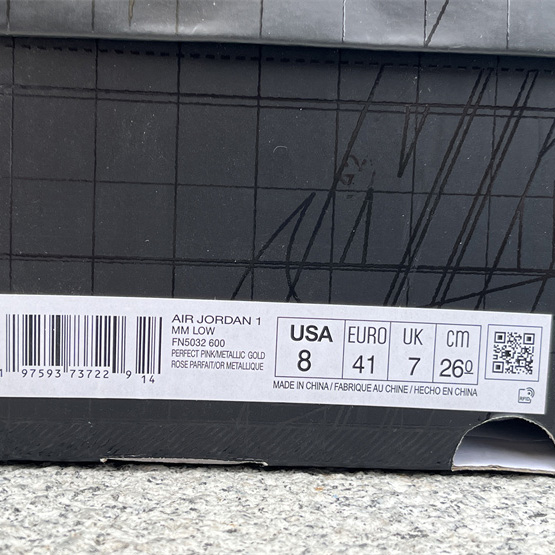 AIR JORDAN 1
MM LOW
FN5032 600
PERFECT PINK/METALLIC GOLD
ROSE PARFAIT/OR METALLIQUE
USA EURO UK cm
8 41 7 26.0
MADE IN CHINA / FABRIQUE AU CHINE / HECHO EN CHINA
1 97593 73722 9 14
RFID